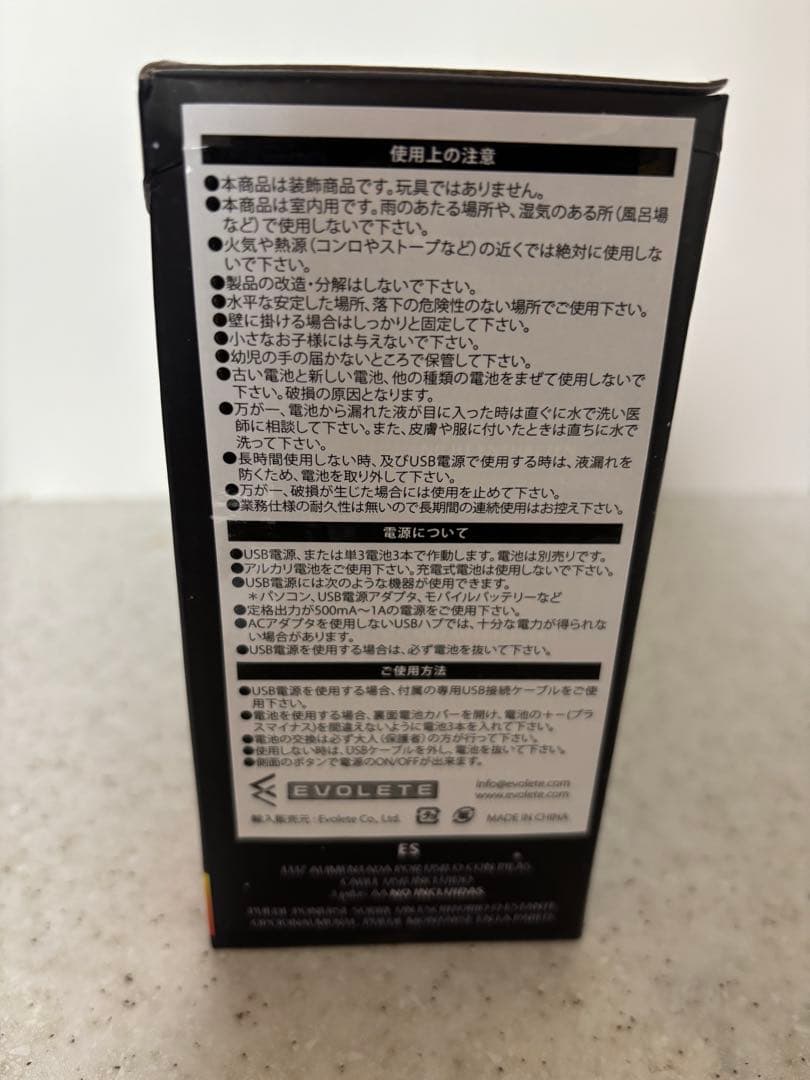 使用上の注意
●本商品は装飾商品です。玩具ではありません。
●本商品は室内用です。雨のあたる場所や、湿気のある所(風呂場
など)で使用しないで下さい。
●火気や熱源(コンロやストーブなど)の近くでは絶対に使用しな
いで下さい。
●製品の改造・分解はしないで下さい。
●水平な安定した場所、落下の危険性のない場所でご使用下さい。
●壁に掛ける場合はしっかりと固定して下さい。
●小さなお子様には与えないで下さい。
●幼児の手の届かないところで保管して下さい。
●古い電池と新しい電池、他の種類の電池をまぜて使用しないで
下さい。破損の原因となります。
●万が一、電池から漏れた液が目に入った時は直ぐに水で洗い医
師に相談して下さい。また、皮膚や服に付いたときは直ちに水で
洗って下さい。
●長時間使用しない時、及びUSB電源で使用する時は、液漏れを
防ぐため、電池を取り外して下さい。
●万が一、破損が生じた場合には使用を止めて下さい。
●業務仕様の耐久性は無いので長期間の連続使用はお控え下さい。
電源について
●USB電源、または単3電池3本で作動します。電池は別売りです。
●アルカリ電池をご使用下さい。充電式電池は使用しないで下さい。
●USB電源には次のような機器が使用できます。
＊パソコン、USB電源アダプタ、モバイルバッテリーなど
●定格出力が500mA〜1Aの電源をご使用下さい。
●ACアダプタを使用しないUSBハブでは、十分な電力が得られな
い場合があります。
●USB電源を使用する場合は、必ず電池を抜いて下さい。
ご使用方法
●USB電源を使用する場合、付属の専用USB接続ケーブルをご使
用下さい。
●電池を使用する場合、裏面電池カバーを開け、電池の＋－(プラ
スマイナス)を間違えないように電池3本を入れて下さい。
●電池の交換は必ず大人(保護者)の方が行って下さい。
●使用しない時は、USBケーブルを外し、電池を抜いて下さい。
●側面のボタンで電源のON/OFFが出来ます。
EVOLETE
info@evolete.com
www.evolete.com
輸入販売元:Evolete Co., Ltd.
MADE IN CHINA
ES
LUZ ALIMENTADA POR USB O CON PILAS.
CABLE USB INCLUIDO.
NO INCLUIDAS.